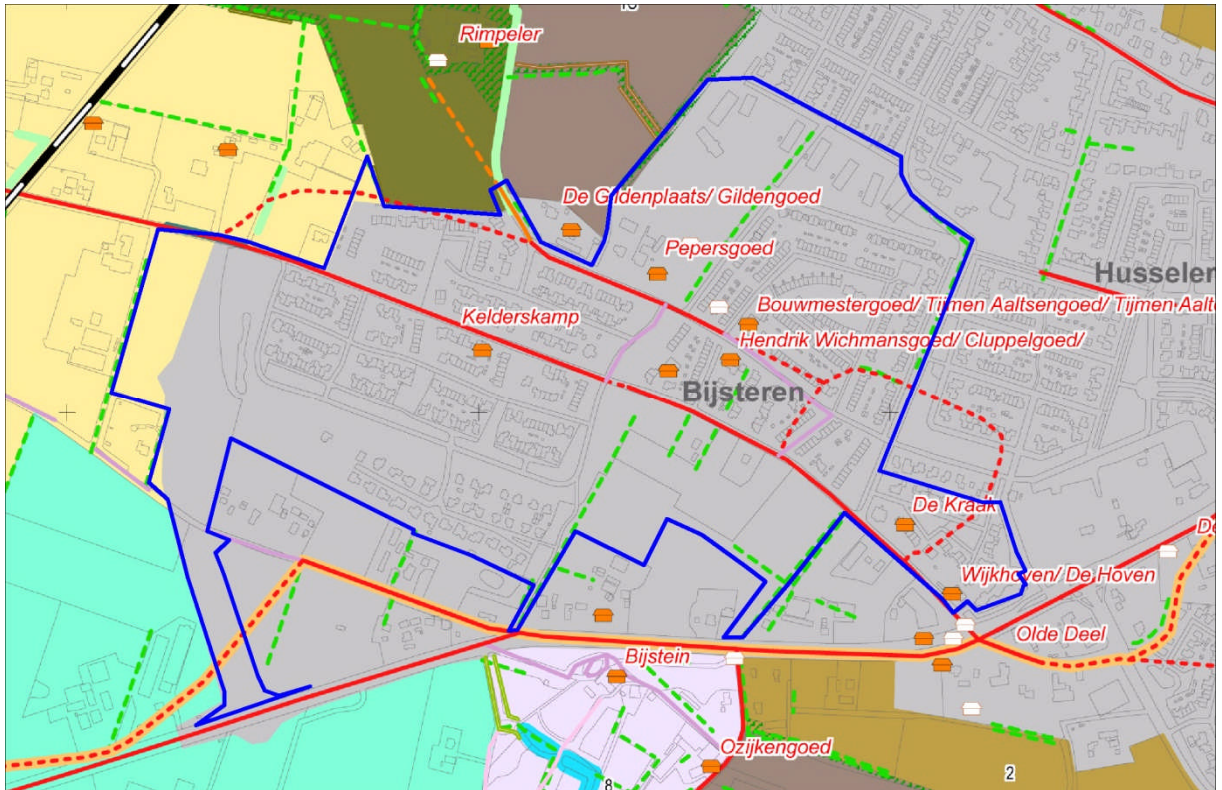 Rimpeler
De Gildenplaats/ Gildengoed
Pepersgoed
Husseler
Bouwmestergoed/ Tijmen Aaltsengoed/ Tijmen Aalt
Kelderskamp
Hendrik Wichmansgoed/ Cluppelgoed/
Bijsteren
De Kraak
Wijkhoven/ De Hoven
Olde Deel
Bijstein
Ozijkengoed
2
8